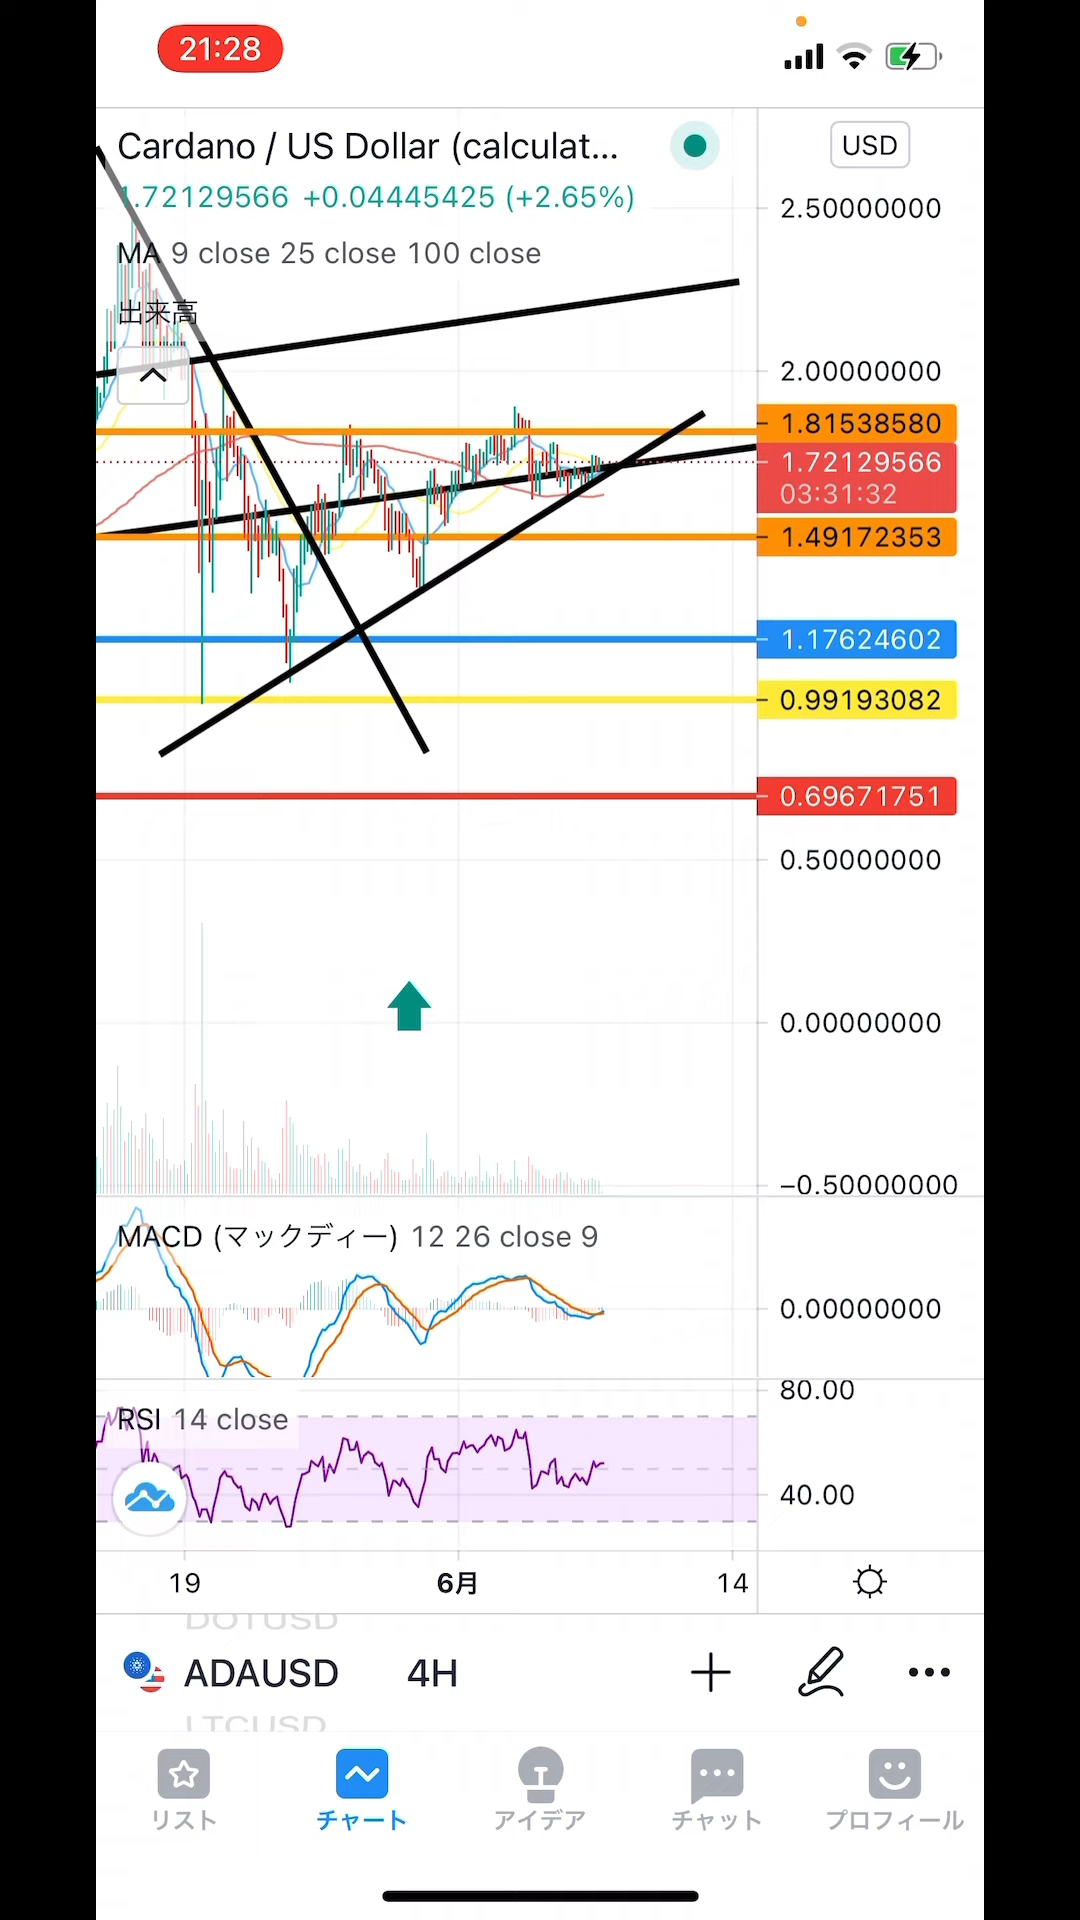 21:28
Cardano / US Dollar (calculat...
USD
1.72129566 +0.04445425 (+2.65%)
2.50000000
MA 9 close 25 close 100 close
出来高
2.00000000
1.81538580
1.72129566
03:31:32
1.49172353
1.17624602
0.99193082
0.69671751
0.50000000
0.00000000
−0.50000000
MACD (マックディー) 12 26 close 9
0.00000000
80.00
RSI 14 close
40.00
19 6月 14
DOTUSD
ADAUSD 4H
LTCUSD
リスト チャート アイデア チャット プロフィール